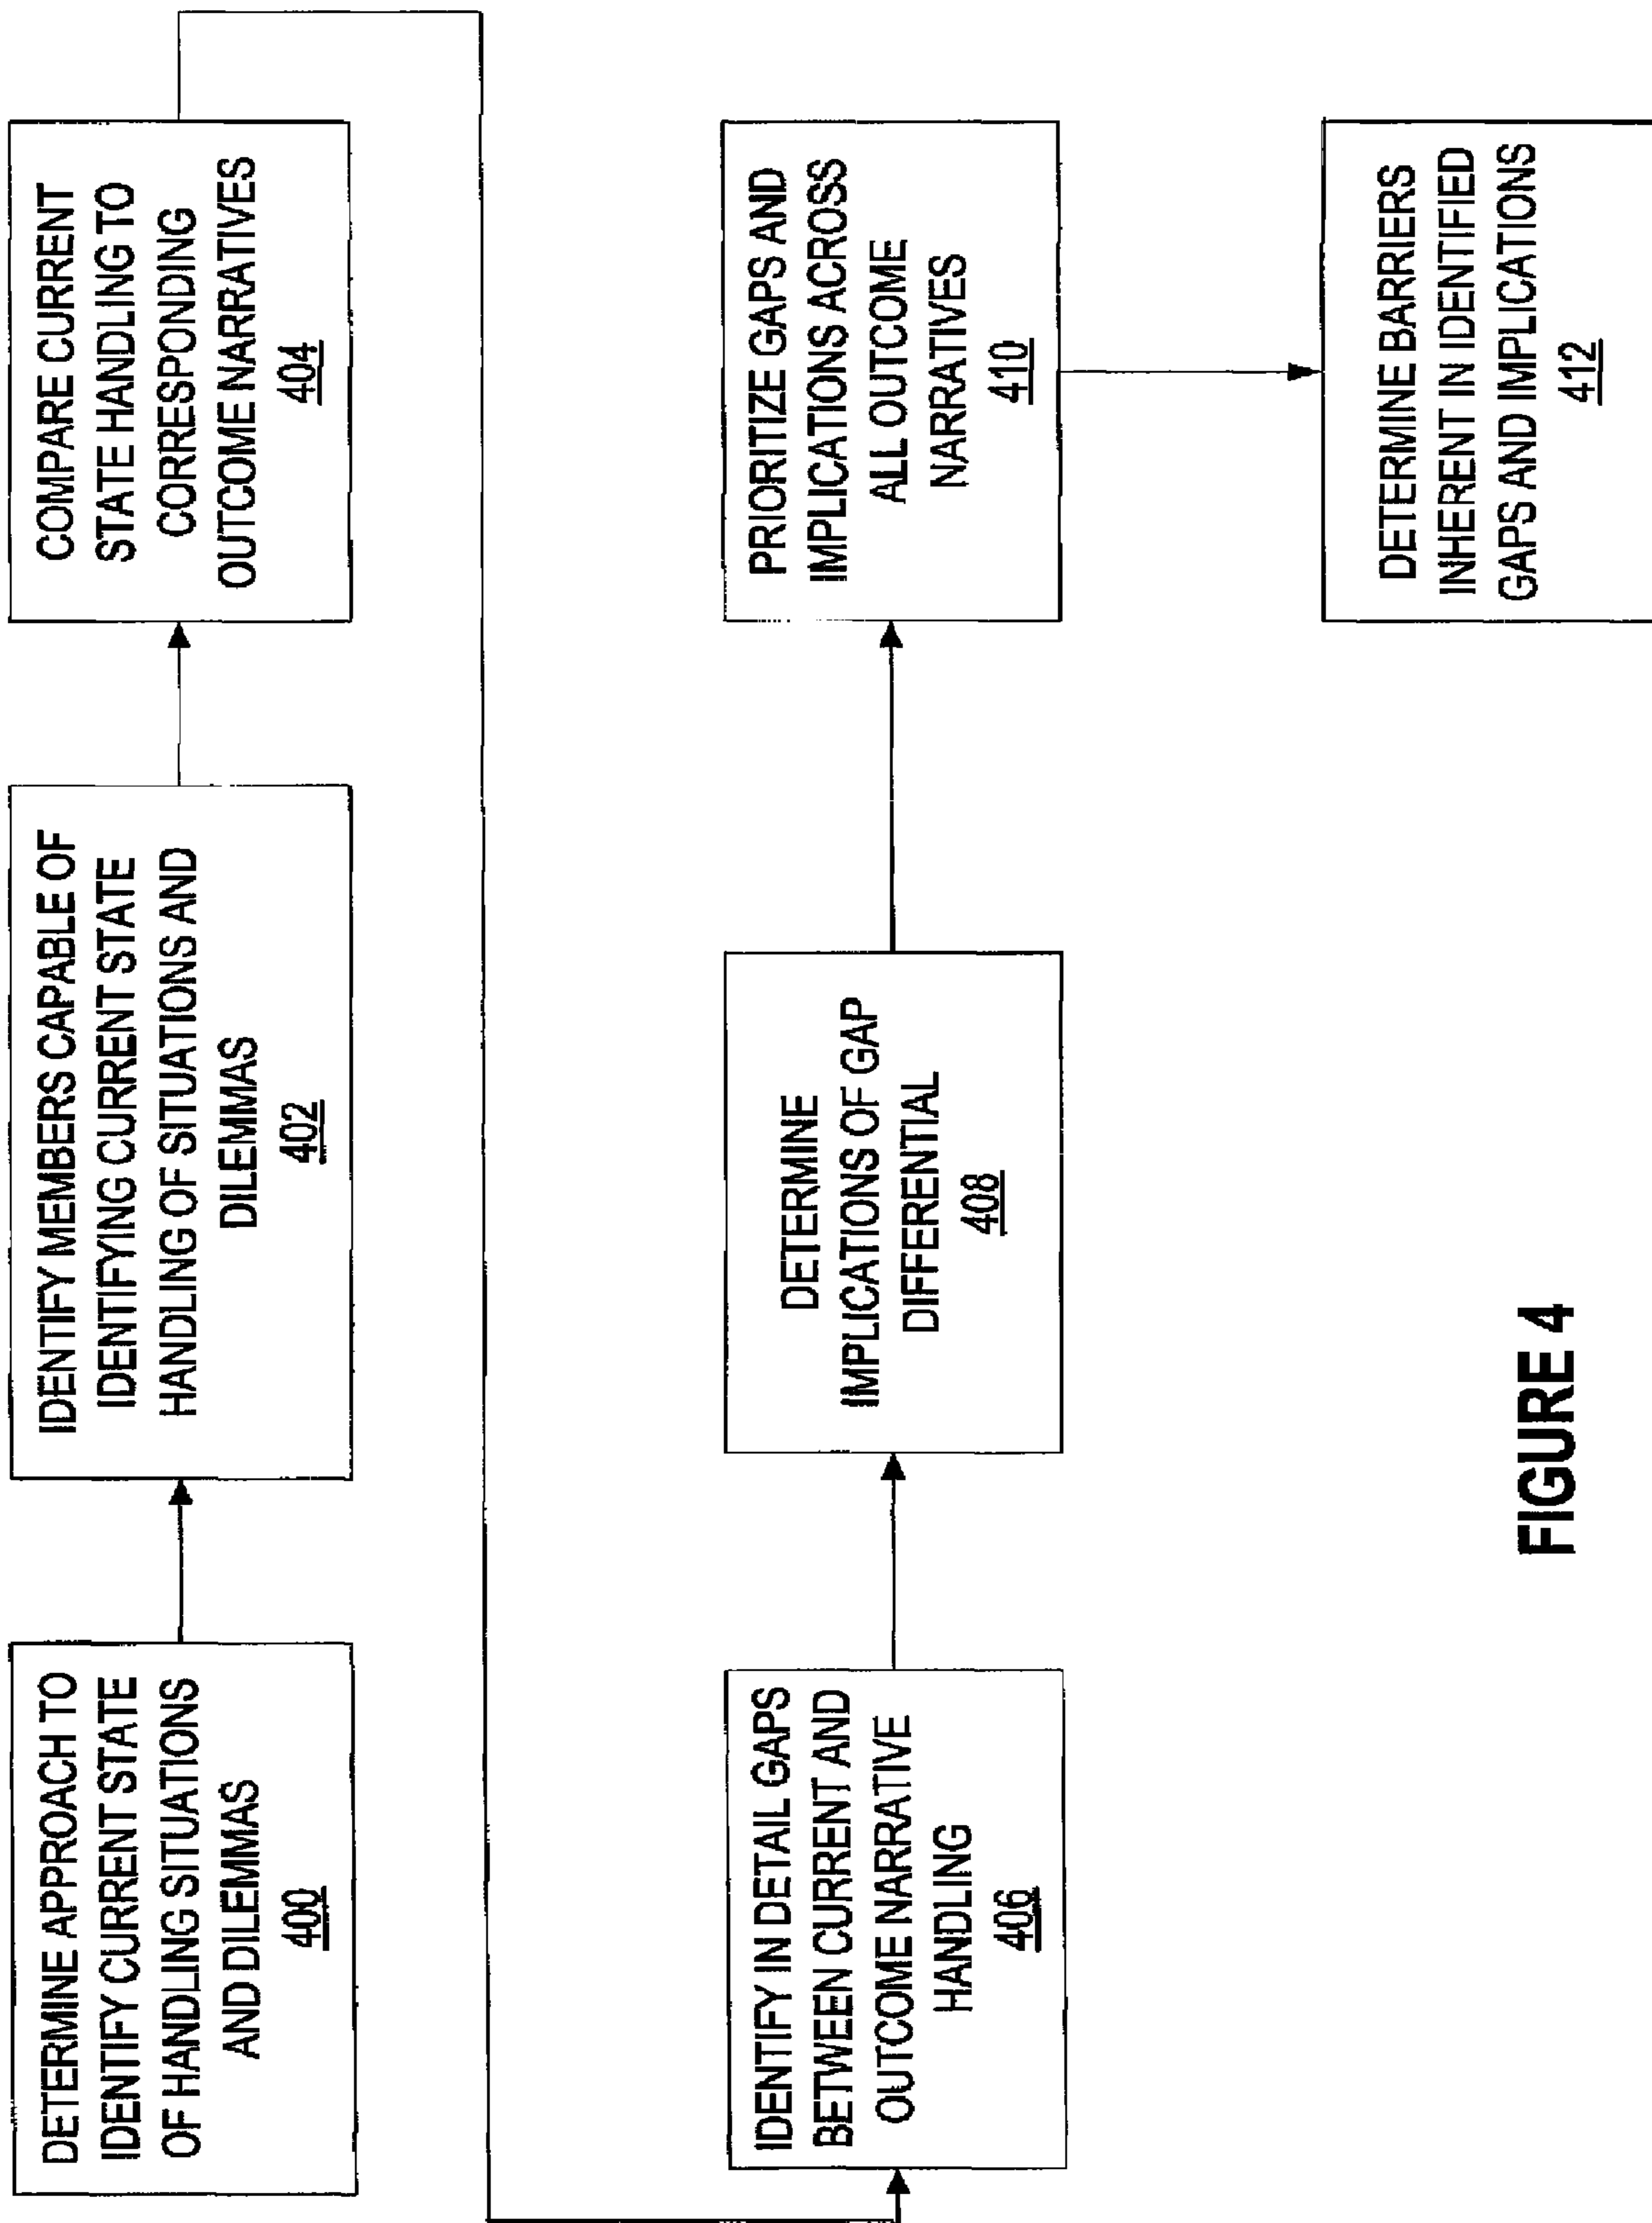 DETERMINE APPROACH TO
IDENTIFY CURRENT STATE
OF HANDLING SITUATIONS
AND DILEMMAS
400
IDENTIFY MEMBERS CAPABLE OF
IDENTIFYING CURRENT STATE
HANDLING OF SITUATIONS AND
DILEMMAS
402
COMPARE CURRENT
STATE HANDLING TO
CORRESPONDING
OUTCOME NARRATIVES
404
IDENTIFY IN DETAIL GAPS
BETWEEN CURRENT AND
OUTCOME NARRATIVE
HANDLING
406
DETERMINE
IMPLICATIONS OF GAP
DIFFERENTIAL
408
PRIORITIZE GAPS AND
IMPLICATIONS ACROSS
ALL OUTCOME
NARRATIVES
410
DETERMINE BARRIERS
INHERENT IN IDENTIFIED
GAPS AND IMPLICATIONS
412
FIGURE 4